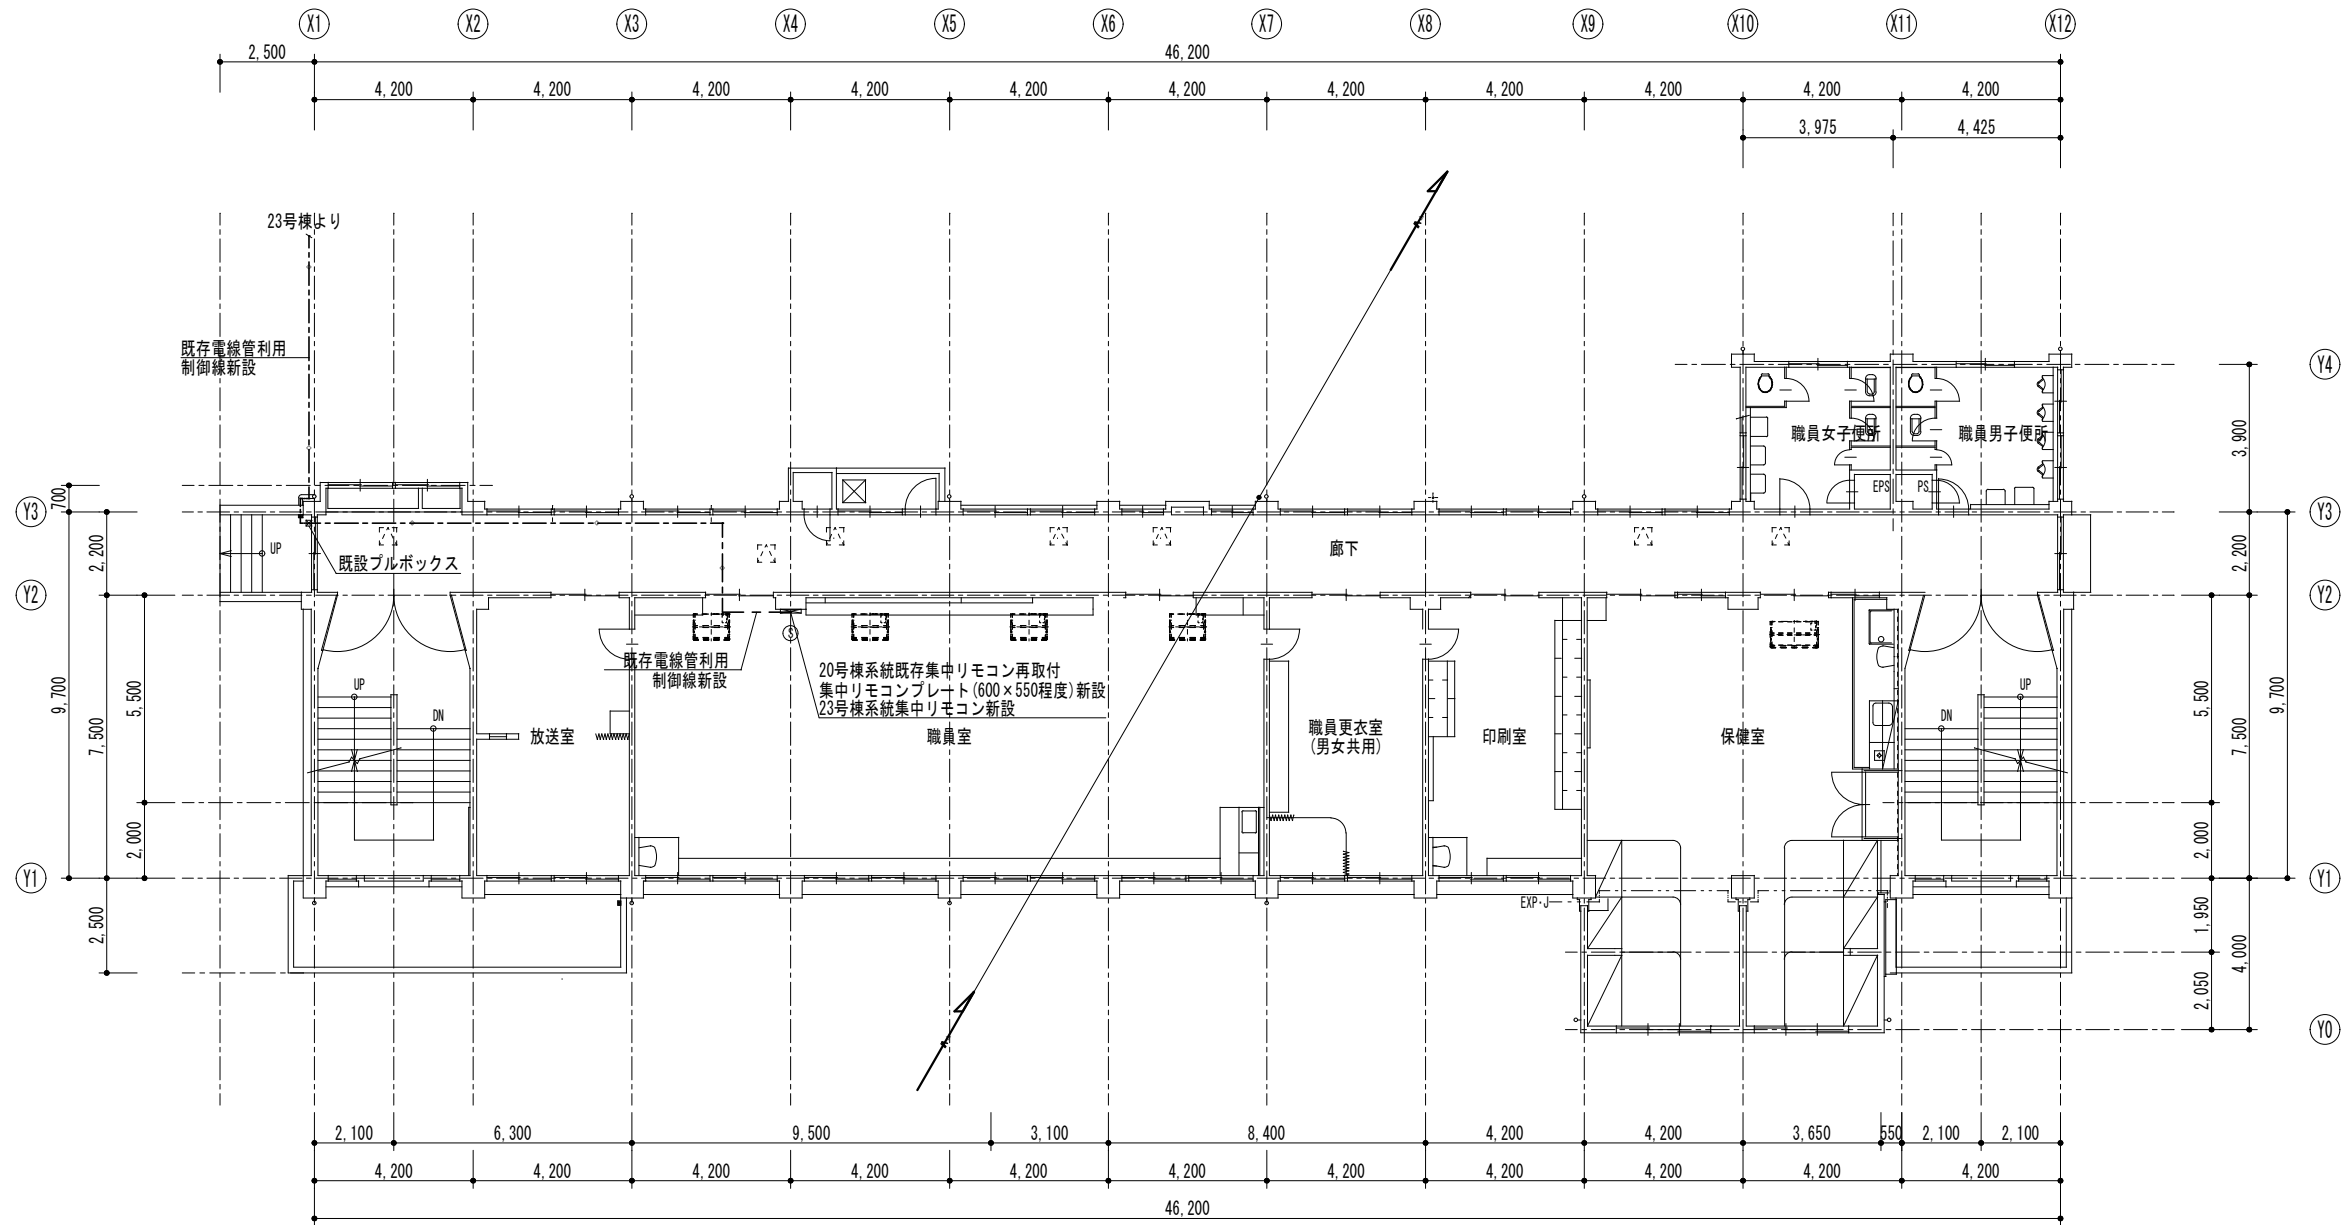 X1 X2 X3 X4 X5 X6 X7 X8 X9 X10 X11 X12
2,500 46,200
4,200 4,200 4,200 4,200 4,200 4,200 4,200 4,200 4,200 4,200 4,200
3,975 4,425
23号棟より
既存電線管利用
制御線新設
Y4
職員女子便所 職員男子便所
3,900
700
EPS PS
Y3 Y3
UP
既設プルボックス
廊下
2,200 2,200
Y2 Y2
既存電線管利用
制御線新設
S
20号棟系統既存集中リモコン再取付
集中リモコンプレート(600×550程度)新設
23号棟系統集中リモコン新設
UP
DN
UP
DN
放送室
職員室
職員更衣室
(男女共用)
印刷室
保健室
9,700 7,500 5,500
5,500 7,500 9,700
2,000 2,000
Y1 Y1
EXP・J
2,500
1,950
4,000
2,050
Y0
2,100 6,300 9,500 3,100 8,400 4,200 4,200 3,650 550 2,100 2,100
4,200 4,200 4,200 4,200 4,200 4,200 4,200 4,200 4,200 4,200 4,200
46,200